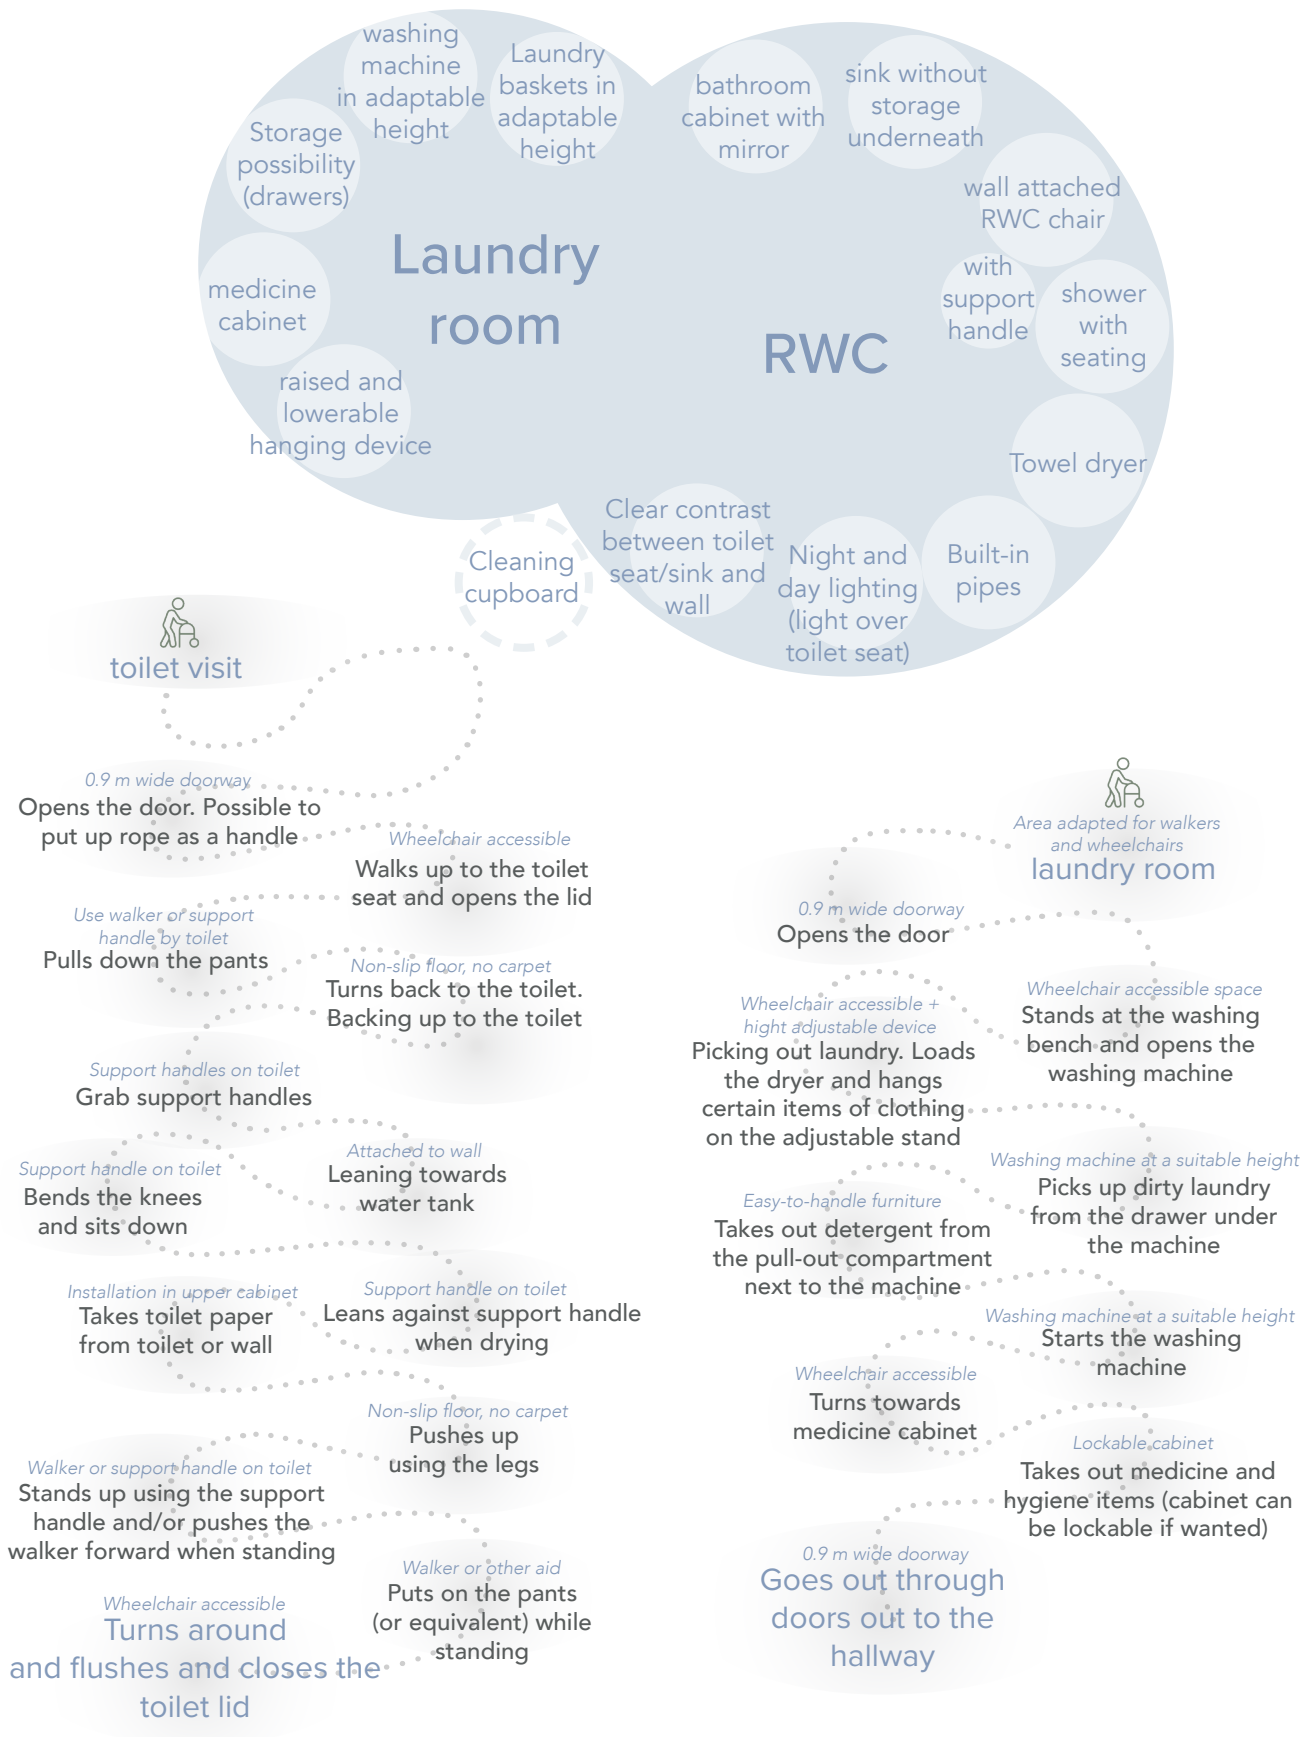 washing
machine
in adaptable
height
Laundry
baskets in
adaptable
height
Storage
possibility
(drawers)
medicine
cabinet
raised and
lowerable
hanging device
Laundry
room
bathroom
cabinet with
mirror
sink without
storage
underneath
wall attached
RWC chair
with
support
handle
shower
with
seating
RWC
Towel dryer
Built-in
pipes
Night and
day lighting
(light over
toilet seat)
Clear contrast
between toilet
seat/sink and
wall
Cleaning
cupboard
toilet visit
0.9 m wide doorway
Opens the door. Possible to
put up rope as a handle
Wheelchair accessible
Walks up to the toilet
seat and opens the lid
Use walker or support
handle by toilet
Pulls down the pants
Non-slip floor, no carpet
Turns back to the toilet.
Backing up to the toilet
Support handles on toilet
Grab support handles
Attached to wall
Leaning towards
water tank
Support handle on toilet
Bends the knees
and sits down
Support handle on toilet
Leans against support handle
when drying
Installation in upper cabinet
Takes toilet paper
from toilet or wall
Non-slip floor, no carpet
Pushes up
using the legs
Walker or support handle on toilet
Stands up using the support
handle and/or pushes the
walker forward when standing
Walker or other aid
Puts on the pants
(or equivalent) while
standing
Wheelchair accessible
Turns around
and flushes and closes the
toilet lid
Area adapted for walkers
and wheelchairs
laundry room
0.9 m wide doorway
Opens the door
Wheelchair accessible space
Stands at the washing
bench and opens the
washing machine
Wheelchair accessible +
hight adjustable device
Picking out laundry. Loads
the dryer and hangs
certain items of clothing
on the adjustable stand
Washing machine at a suitable height
Picks up dirty laundry
from the drawer under
the machine
Easy-to-handle furniture
Takes out detergent from
the pull-out compartment
next to the machine
Washing machine at a suitable height
Starts the washing
machine
Wheelchair accessible
Turns towards
medicine cabinet
Lockable cabinet
Takes out medicine and
hygiene items (cabinet can
be lockable if wanted)
0.9 m wide doorway
Goes out through
doors out to the
hallway